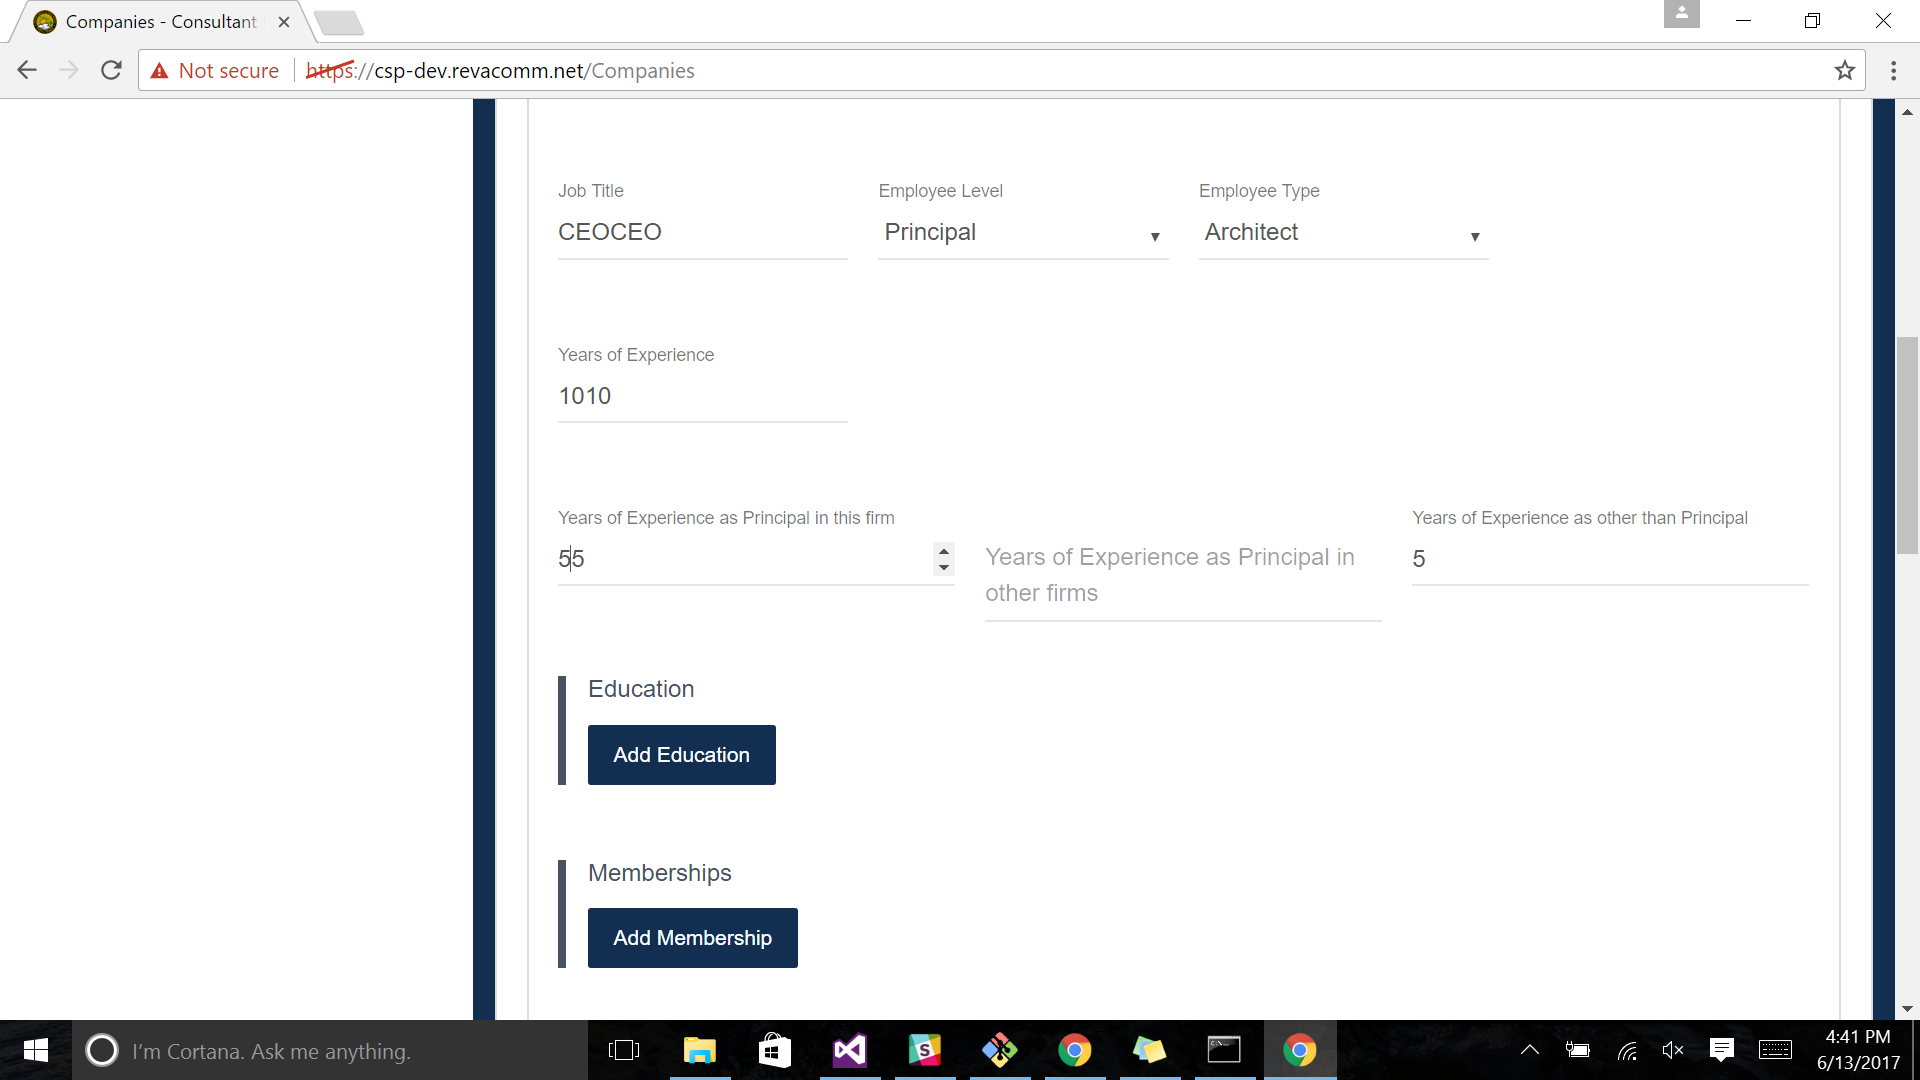 Companies - Consultant
Not secure https://csp-dev.revacomm.net/Companies
Job Title Employee Level Employee Type
CEOCEO Principal Architect
Years of Experience
1010
Years of Experience as Principal in this firm Years of Experience as other than Principal
55 Years of Experience as Principal in 5
other firms
Education
Add Education
Memberships
Add Membership
I'm Cortana. Ask me anything.
4:41 PM
6/13/2017